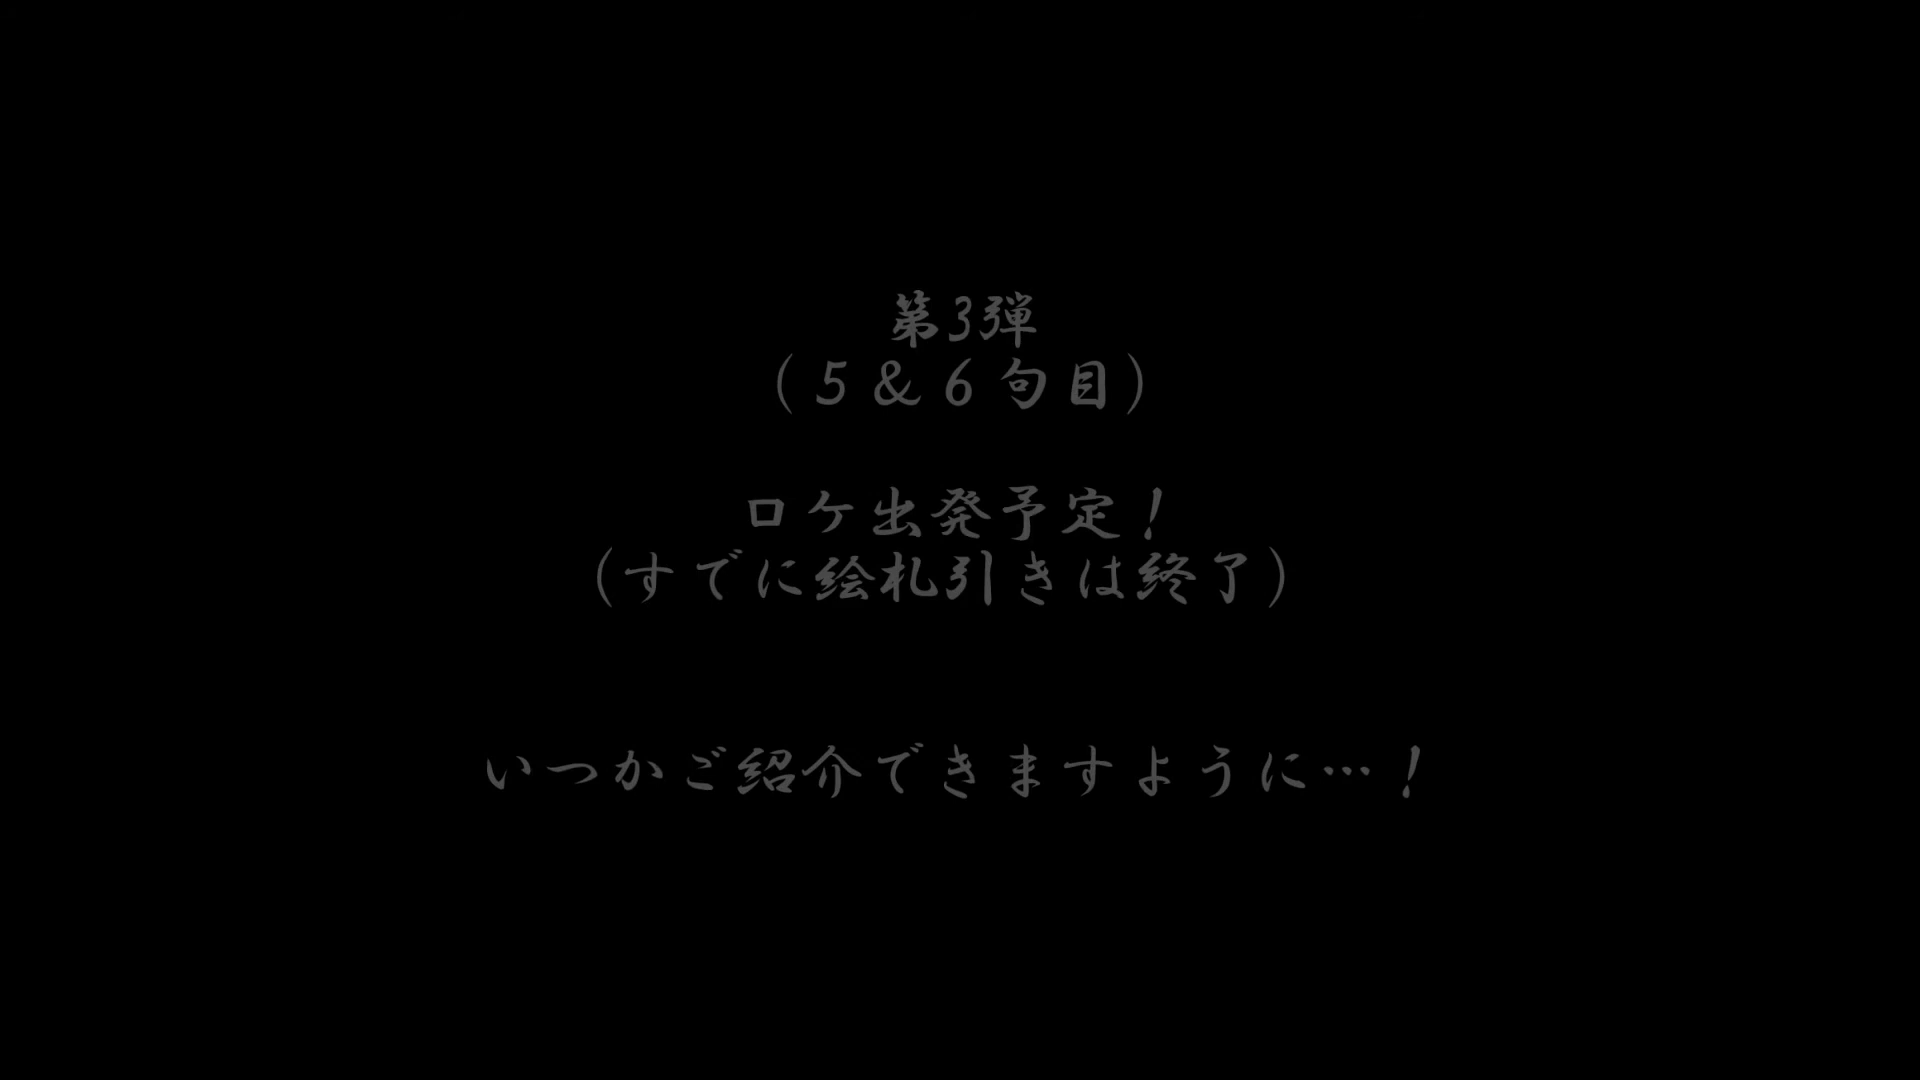 第3弾
(５＆６句目)
ロケ出発予定！
(すでに絵札引きは終了)
いつかご紹介できますように…！